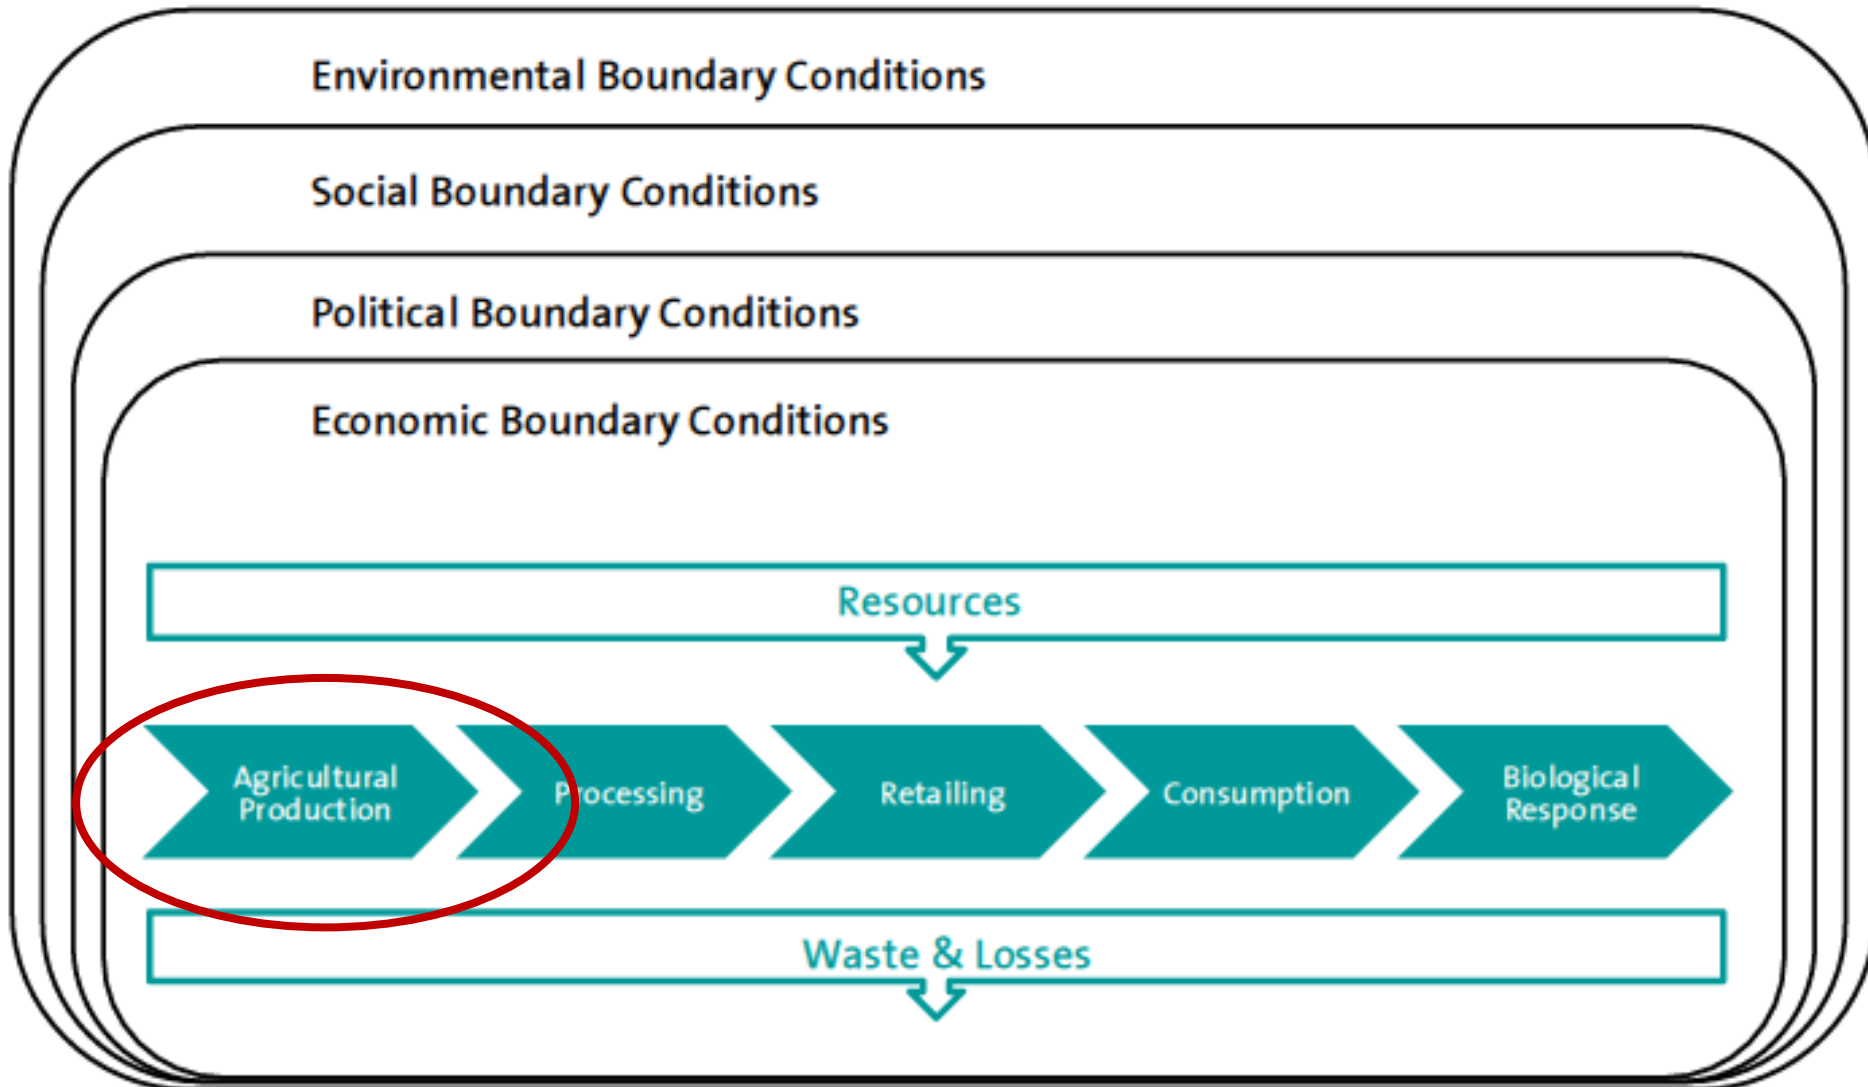 Environmental Boundary Conditions
Social Boundary Conditions
Political Boundary Conditions
Economic Boundary Conditions
Resources
Agricultural
Production
Processing
Retailing
Consumption
Biological
Response
Waste & Losses